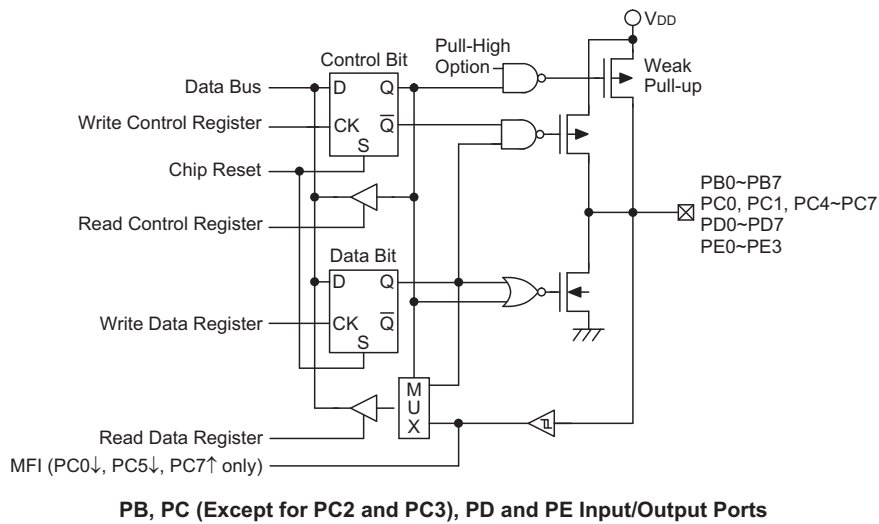 VDD
Pull-High
Option
Weak
Pull-up
Control Bit
Data Bus
D
Q
Write Control Register
CK
Q
S
Chip Reset
Read Control Register
PB0~PB7
PC0, PC1, PC4~PC7
PD0~PD7
PE0~PE3
Data Bit
D
Q
Write Data Register
CK
Q
S
M
U
X
Read Data Register
MFI (PC0↓, PC5↓, PC7↑ only)
PB, PC (Except for PC2 and PC3), PD and PE Input/Output Ports